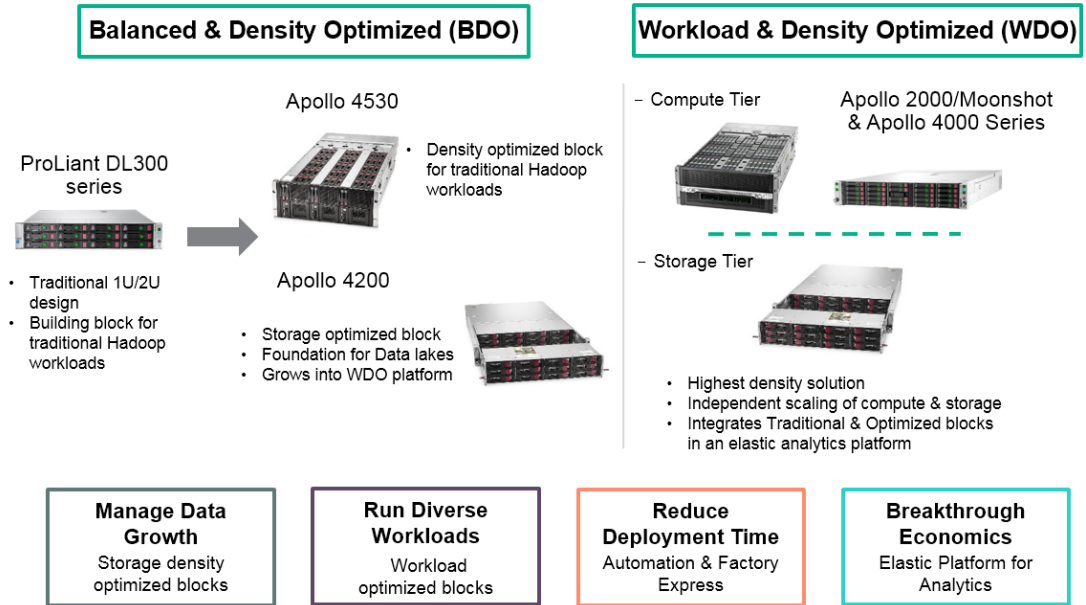 Balanced & Density Optimized (BDO)
ProLiant DL300
series
• Traditional 1U/2U
design
• Building block for
traditional Hadoop
workloads
Apollo 4530
• Density optimized block
for traditional Hadoop
workloads
Apollo 4200
• Storage optimized block
• Foundation for Data lakes
• Grows into WDO platform
Workload & Density Optimized (WDO)
– Compute Tier
Apollo 2000/Moonshot
& Apollo 4000 Series
– Storage Tier
• Highest density solution
• Independent scaling of compute & storage
• Integrates Traditional & Optimized blocks
in an elastic analytics platform
Manage Data
Growth
Storage density
optimized blocks
Run Diverse
Workloads
Workload
optimized blocks
Reduce
Deployment Time
Automation & Factory
Express
Breakthrough
Economics
Elastic Platform for
Analytics